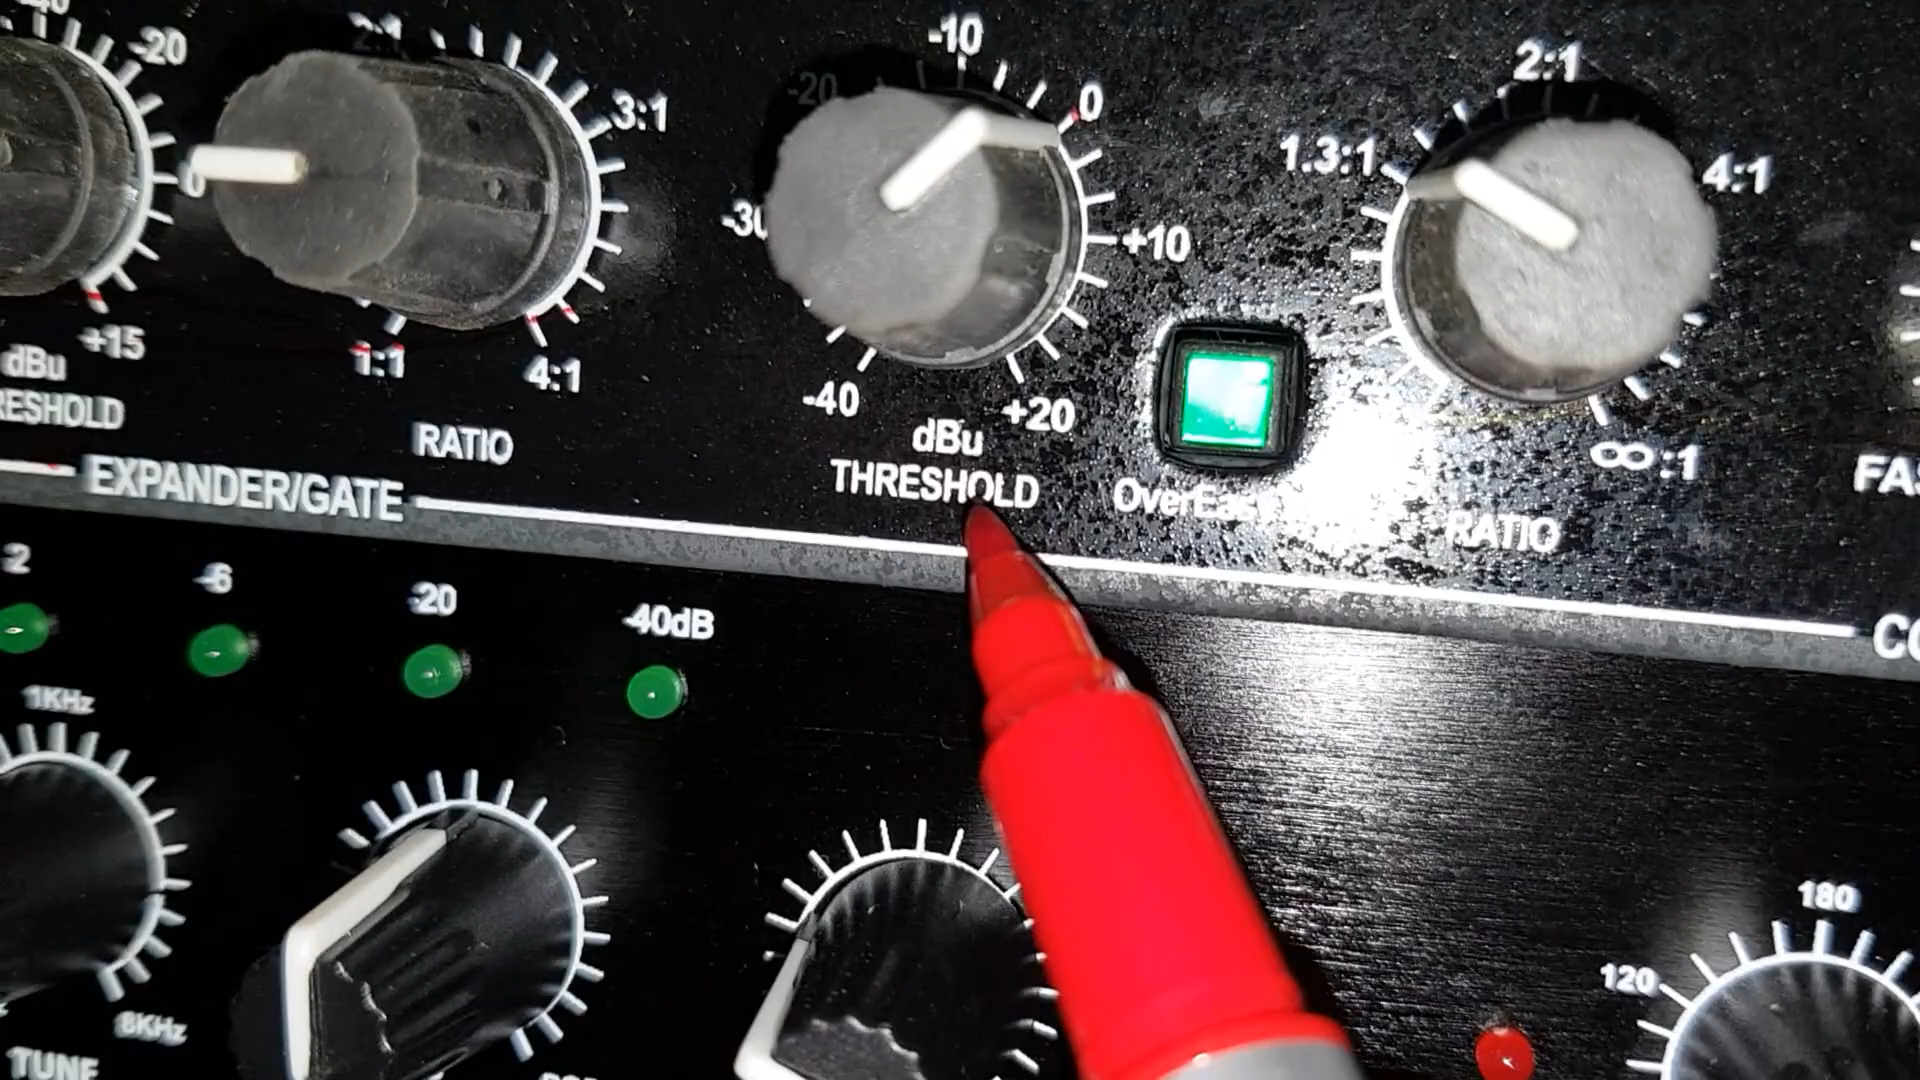 -20
2:1
3:1
-10
-20
0
2:1
1.3:1
4:1
0
-30
+10
dBu
+15
1:1
4:1
-40
dBu
+20
∞:1
RATIO
THRESHOLD
OverEasy
RATIO
EXPANDER/GATE
2
-6
-20
-40dB
1KHz
180
120
8KHz
TUNE